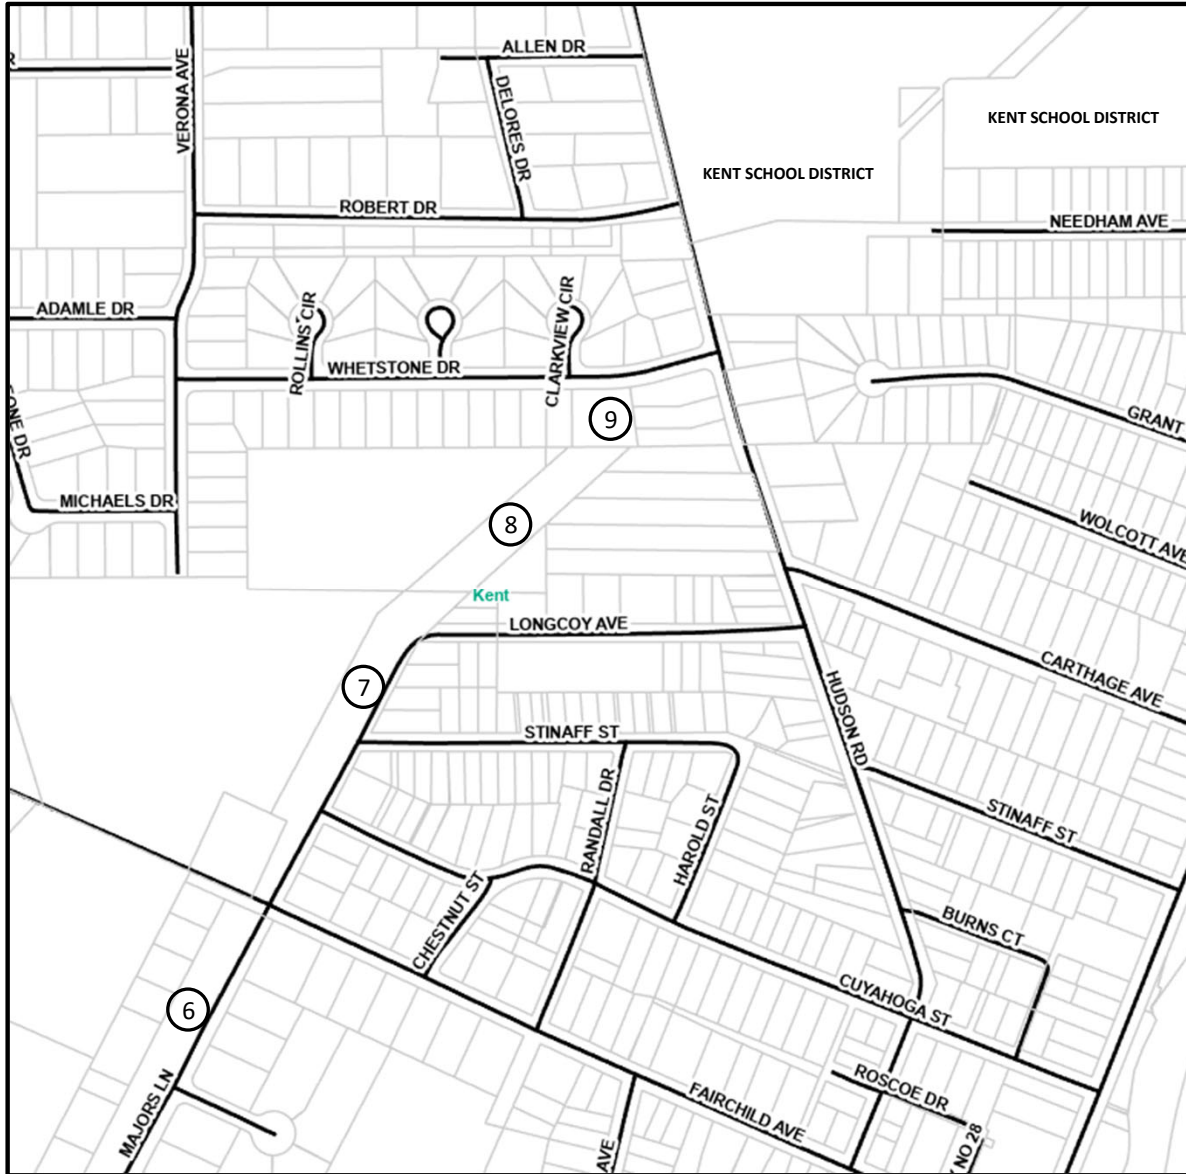 ALLEN DR
VERONA AVE
DELORES DR
KENT SCHOOL DISTRICT
KENT SCHOOL DISTRICT
ROBERT DR
NEEDHAM AVE
ADAMLE DR
ROLLINS CIR
CLARKVIEW CIR
WHETSTONE DR
9
GRANT
MICHAELS DR
8
WOLCOTT AVE
Kent
LONGCOY AVE
CARTHAGE AVE
7
HUDSON RD
STINAFF ST
RANDALL DR
HAROLD ST
STINAFF ST
CHESTNUT ST
BURNS CT
6
CUYAHOGA ST
ROSCOE DR
FAIRCHILD AVE
MAJORS LN
AVE
NO 28